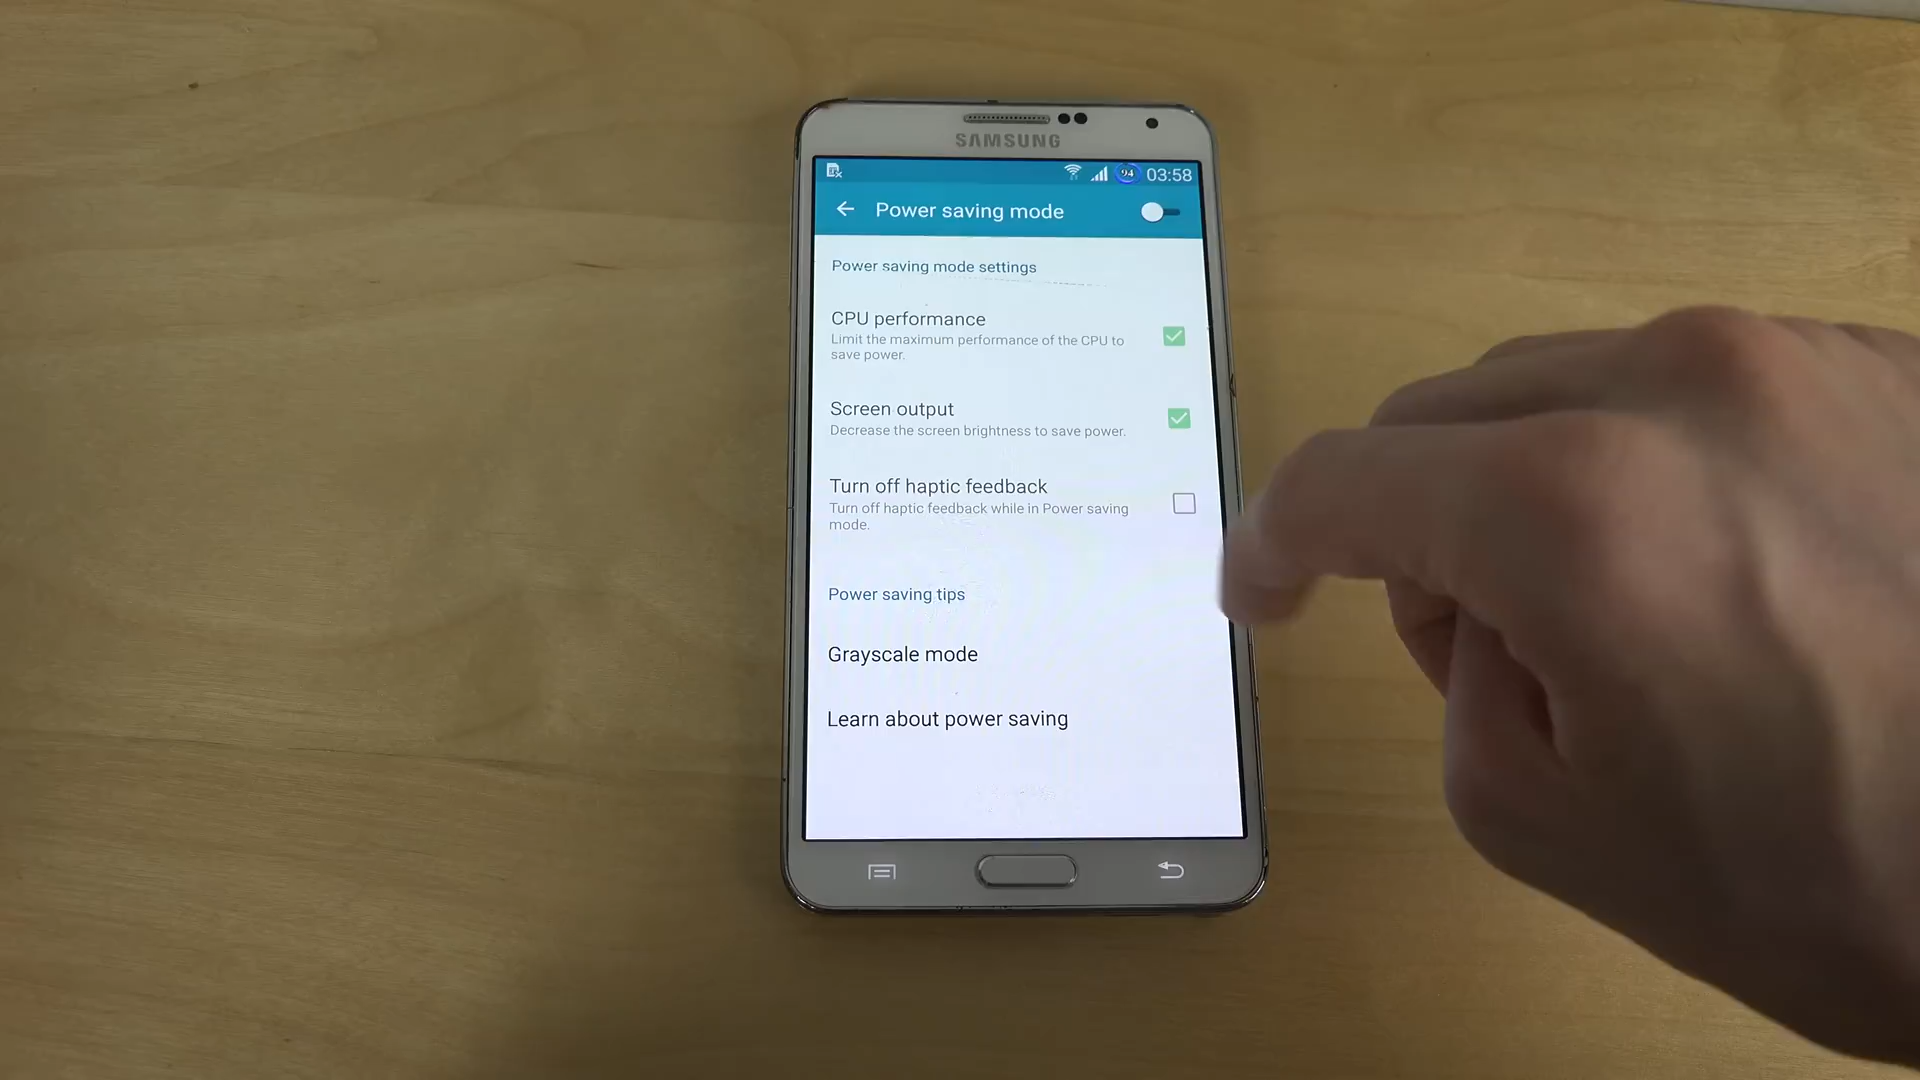 SAMSUNG
94 03:58
Power saving mode
Power saving mode settings
CPU performance
Limit the maximum performance of the CPU to
save power.
Screen output
Decrease the screen brightness to save power.
Turn off haptic feedback
Turn off haptic feedback while in Power saving
mode.
Power saving tips
Grayscale mode
Learn about power saving